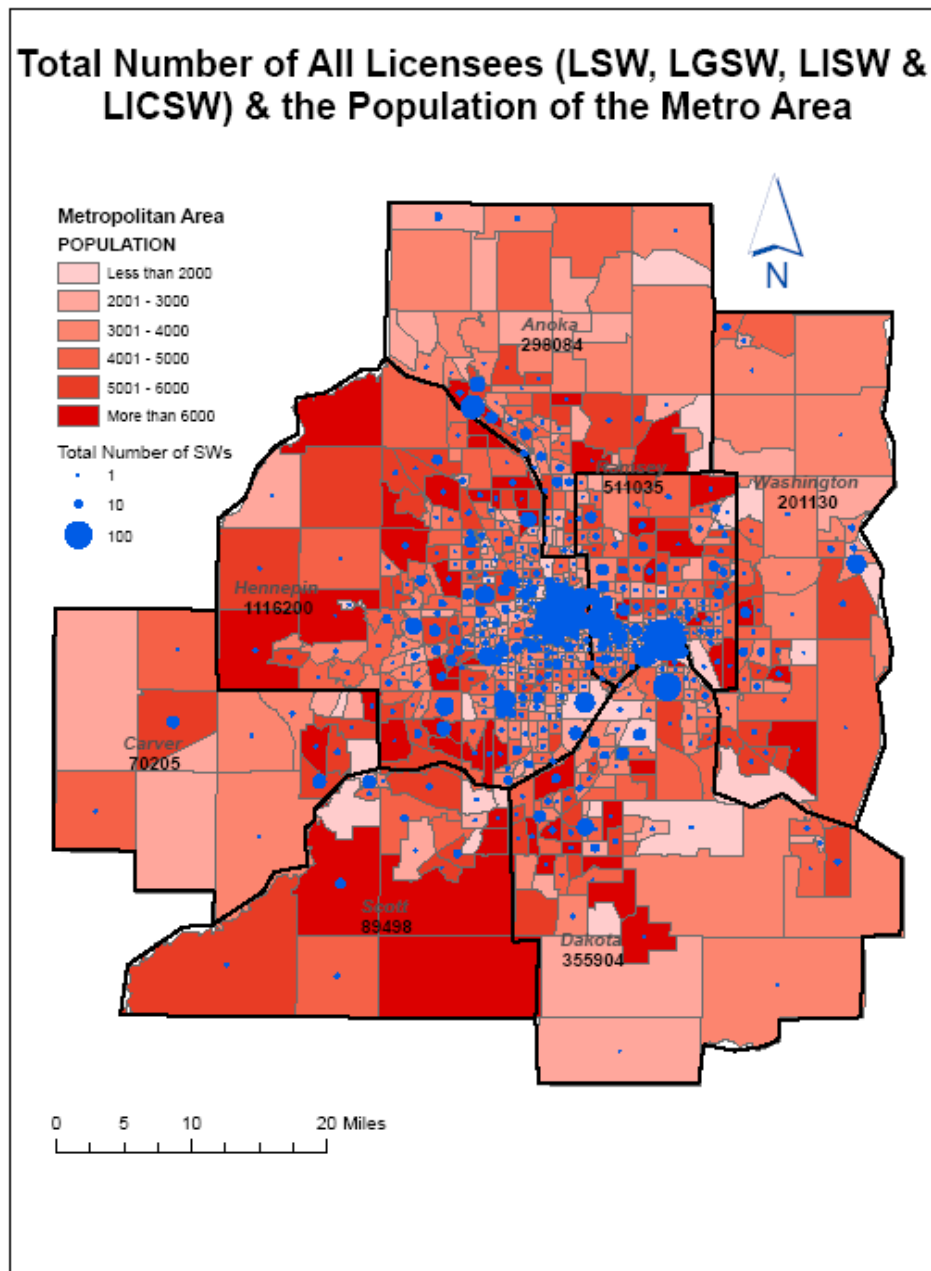 Total Number of All Licensees (LSW, LGSW, LISW &
LICSW) & the Population of the Metro Area
N
Metropolitan Area
POPULATION
Less than 2000
2001 - 3000
3001 - 4000
4001 - 5000
5001 - 6000
More than 6000
Total Number of SWs
1
10
100
Anoka
298084
Ramsey
511035
Washington
201130
Hennepin
1116200
Carver
70205
Scott
89498
Dakota
355904
0 5 10 20 Miles